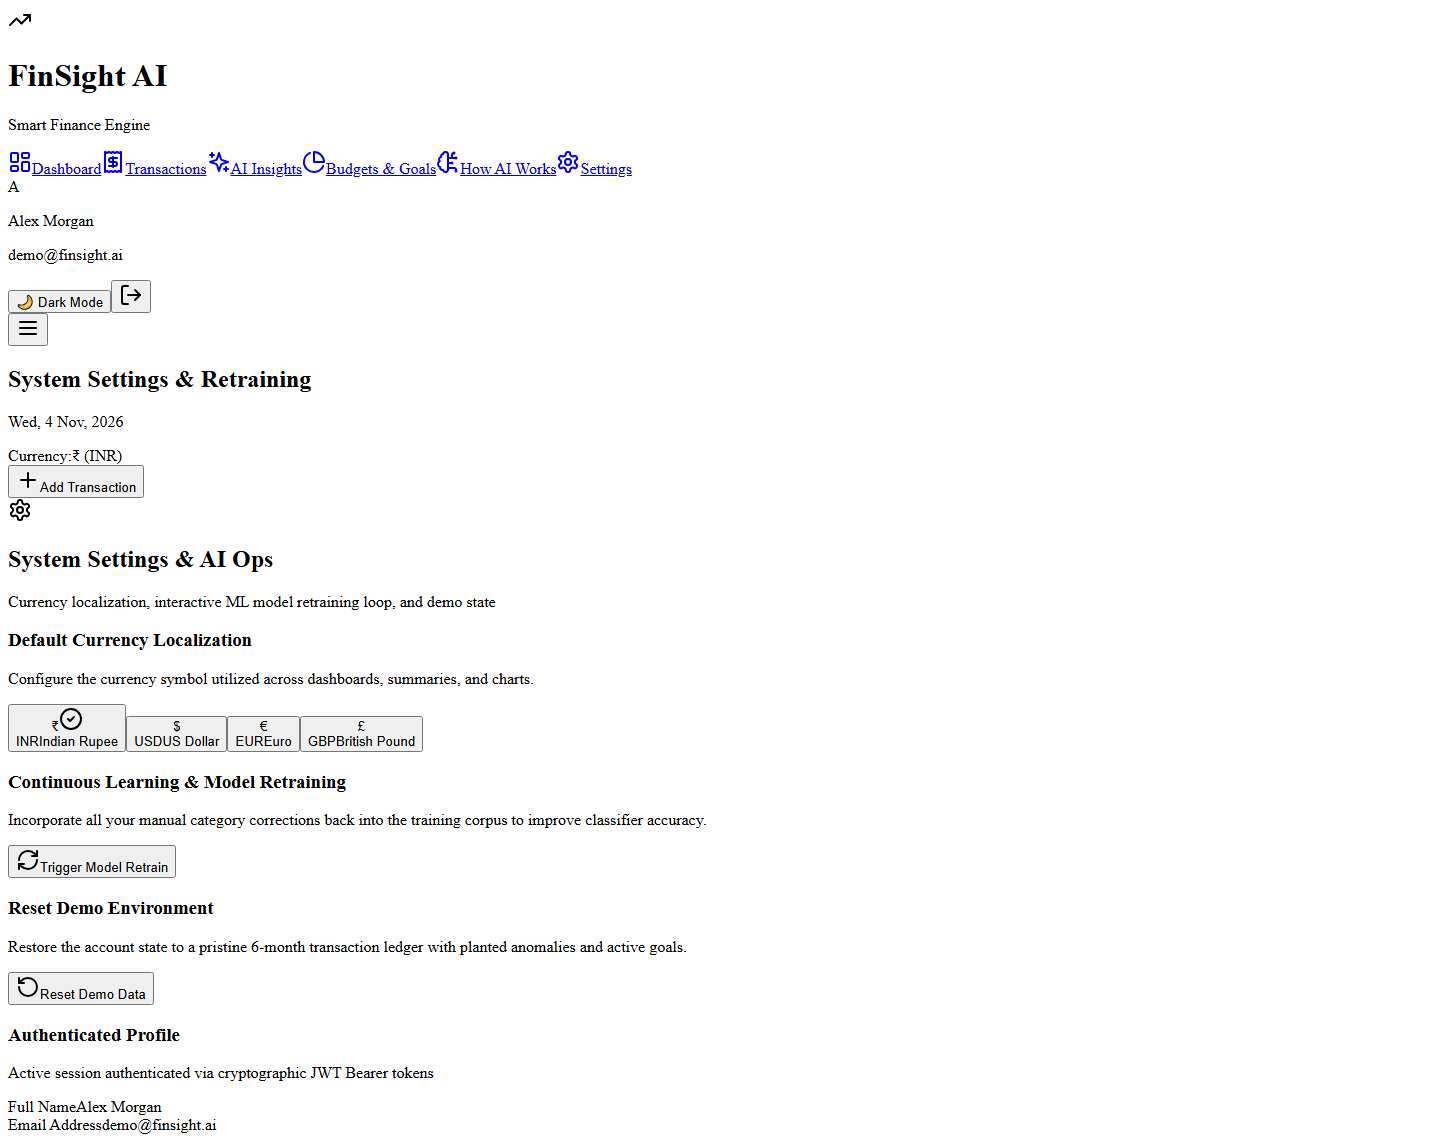 FinSight AI
Smart Finance Engine
Dashboard Transactions AI Insights Budgets & Goals How AI Works Settings
A
Alex Morgan
demo@finsight.ai
🌙 Dark Mode
System Settings & Retraining
Wed, 4 Nov, 2026
Currency:₹ (INR)
Add Transaction
System Settings & AI Ops
Currency localization, interactive ML model retraining loop, and demo state
Default Currency Localization
Configure the currency symbol utilized across dashboards, summaries, and charts.
₹ $ € £
INRIndian Rupee USDUS Dollar EUREuro GBPBritish Pound
Continuous Learning & Model Retraining
Incorporate all your manual category corrections back into the training corpus to improve classifier accuracy.
Trigger Model Retrain
Reset Demo Environment
Restore the account state to a pristine 6-month transaction ledger with planted anomalies and active goals.
Reset Demo Data
Authenticated Profile
Active session authenticated via cryptographic JWT Bearer tokens
Full NameAlex Morgan
Email Addressdemo@finsight.ai